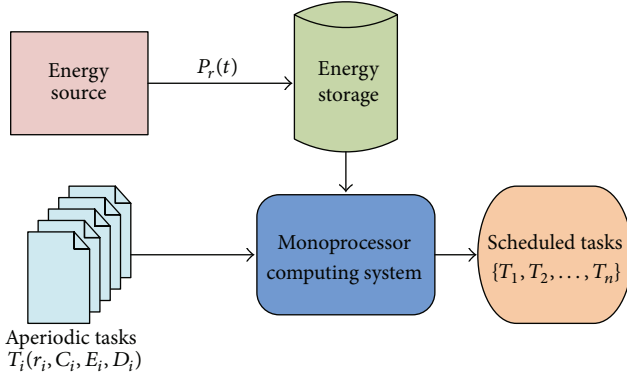 Energy
source
P_r(t)
Energy
storage
Monoprocessor
computing system
Scheduled tasks
{T_1, T_2, . . . , T_n}
Aperiodic tasks
T_i(r_i, C_i, E_i, D_i)